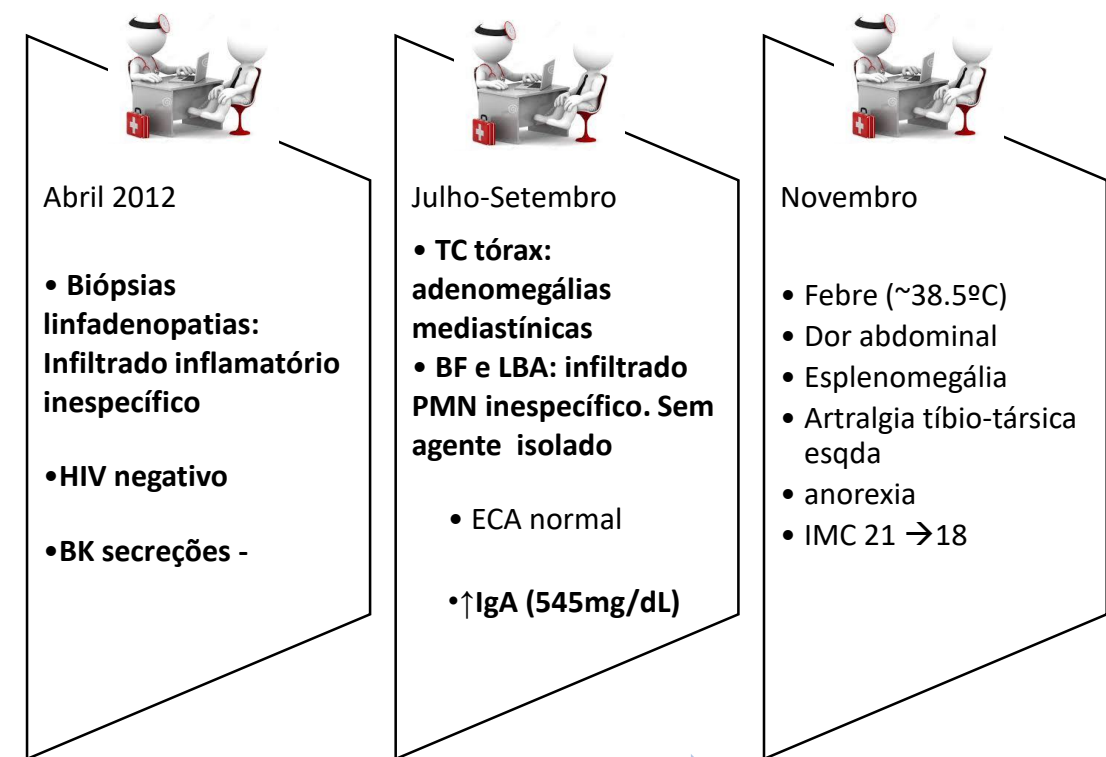 Abril 2012
• Biópsias
linfadenopatias:
Infiltrado inflamatório
inespecífico
•HIV negativo
•BK secreções -
Julho-Setembro
• TC tórax:
adenomegálias
mediastínicas
• BF e LBA: infiltrado
PMN inespecífico. Sem
agente isolado
• ECA normal
•↑IgA (545mg/dL)
Novembro
• Febre (~38.5ºC)
• Dor abdominal
• Esplenomegália
• Artralgia tíbio-társica
esqda
• anorexia
• IMC 21 →18